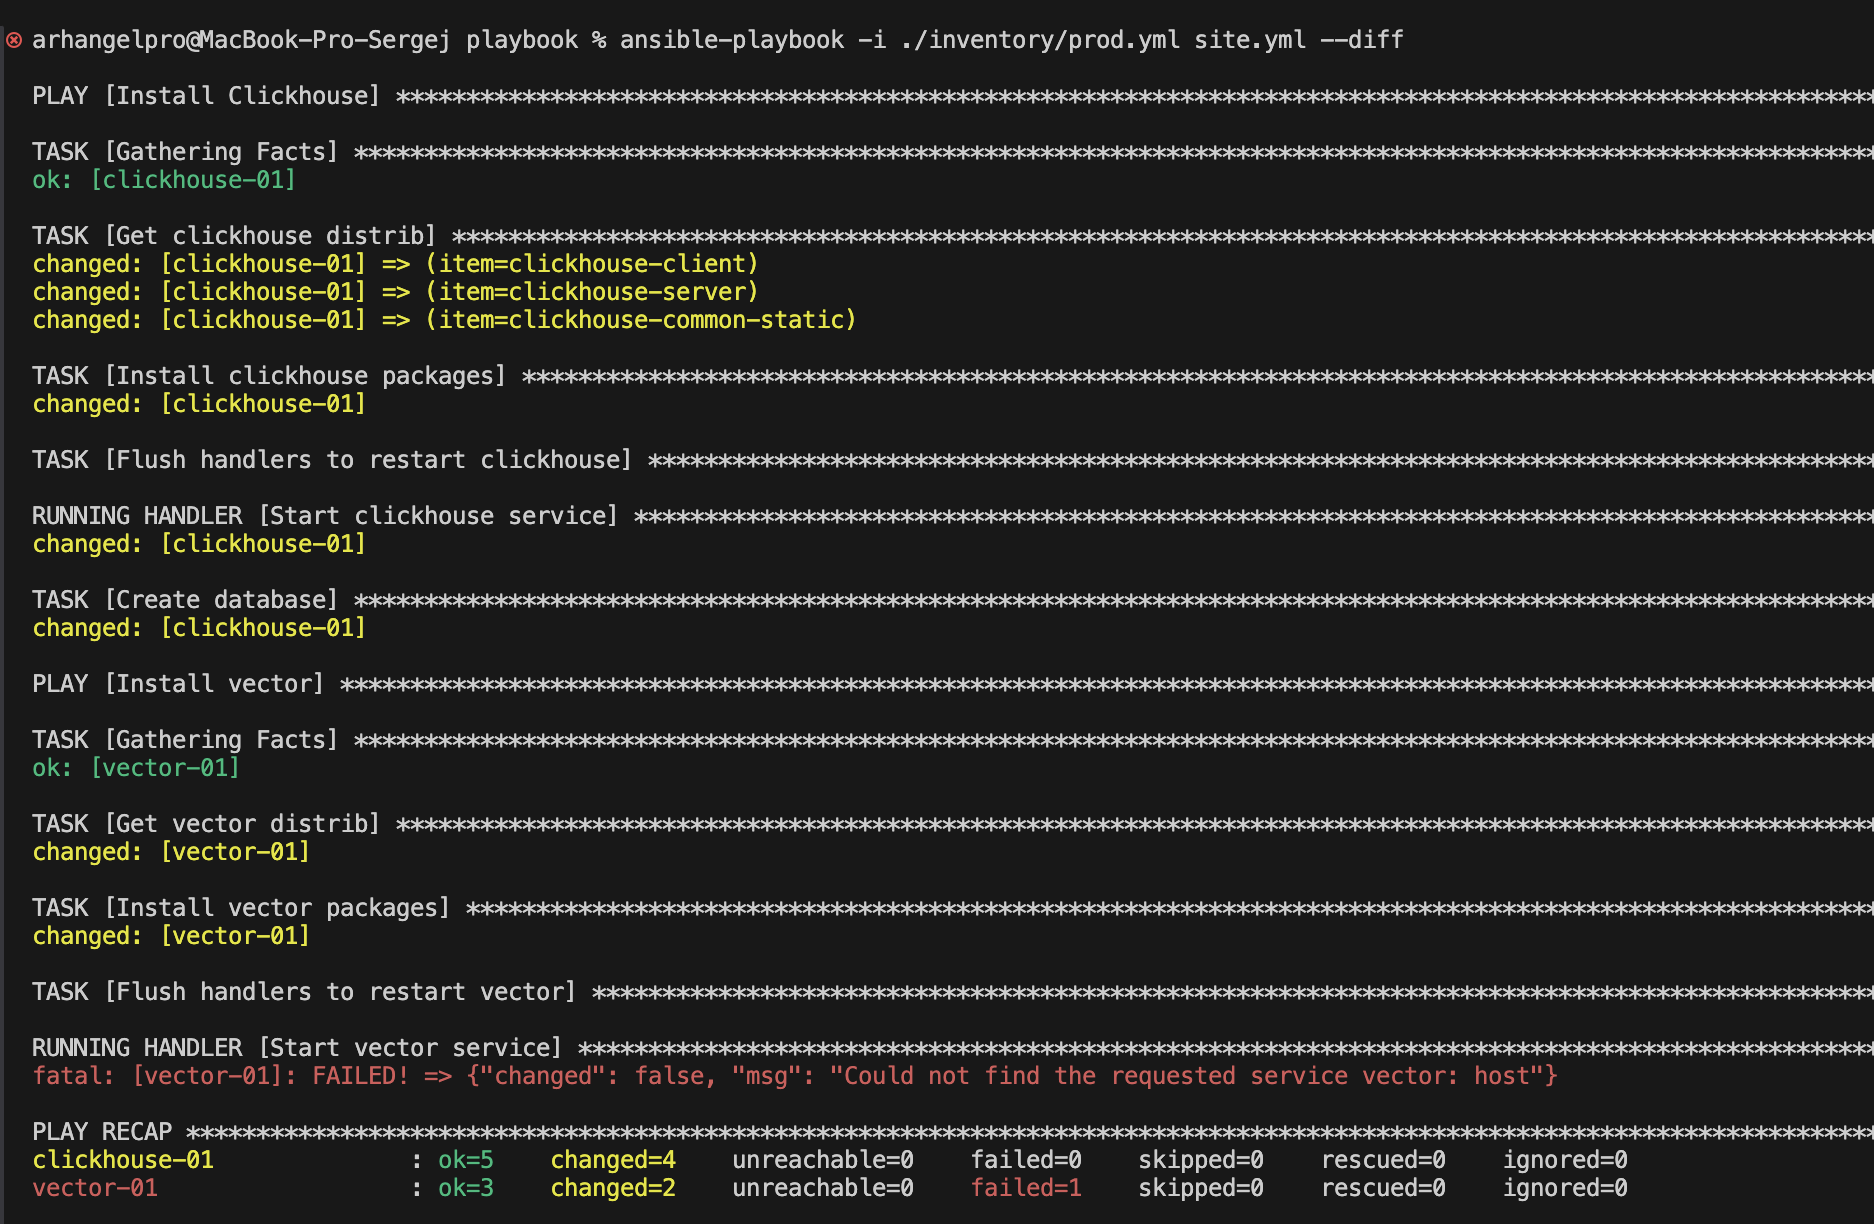 arhangelpro@MacBook-Pro-Sergej playbook % ansible-playbook -i ./inventory/prod.yml site.yml --diff
PLAY [Install Clickhouse] *********************************************************************************************************
TASK [Gathering Facts] ************************************************************************************************************
ok: [clickhouse-01]
TASK [Get clickhouse distrib] *****************************************************************************************************
changed: [clickhouse-01] => (item=clickhouse-client)
changed: [clickhouse-01] => (item=clickhouse-server)
changed: [clickhouse-01] => (item=clickhouse-common-static)
TASK [Install clickhouse packages] ************************************************************************************************
changed: [clickhouse-01]
TASK [Flush handlers to restart clickhouse] ***************************************************************************************
RUNNING HANDLER [Start clickhouse service] ****************************************************************************************
changed: [clickhouse-01]
TASK [Create database] ************************************************************************************************************
changed: [clickhouse-01]
PLAY [Install vector] *************************************************************************************************************
TASK [Gathering Facts] ************************************************************************************************************
ok: [vector-01]
TASK [Get vector distrib] *********************************************************************************************************
changed: [vector-01]
TASK [Install vector packages] ****************************************************************************************************
changed: [vector-01]
TASK [Flush handlers to restart vector] *******************************************************************************************
RUNNING HANDLER [Start vector service] ********************************************************************************************
fatal: [vector-01]: FAILED! => {"changed": false, "msg": "Could not find the requested service vector: host"}
PLAY RECAP ************************************************************************************************************************
clickhouse-01              : ok=5    changed=4    unreachable=0    failed=0    skipped=0    rescued=0    ignored=0
vector-01                  : ok=3    changed=2    unreachable=0    failed=1    skipped=0    rescued=0    ignored=0